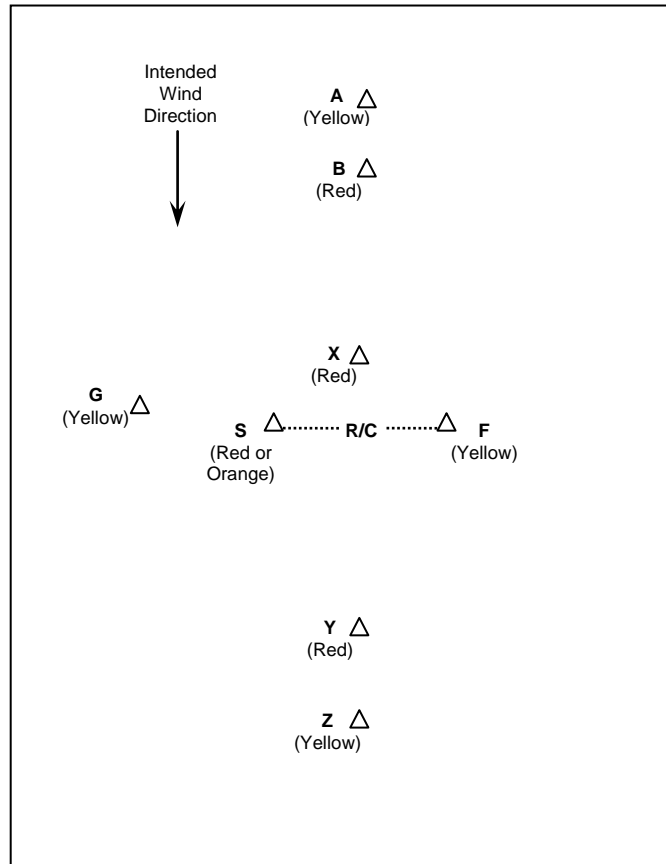 Intended
Wind
Direction
A
(Yellow)
B
(Red)
X
(Red)
G
(Yellow)
S
(Red or
Orange)
R/C
F
(Yellow)
Y
(Red)
Z
(Yellow)